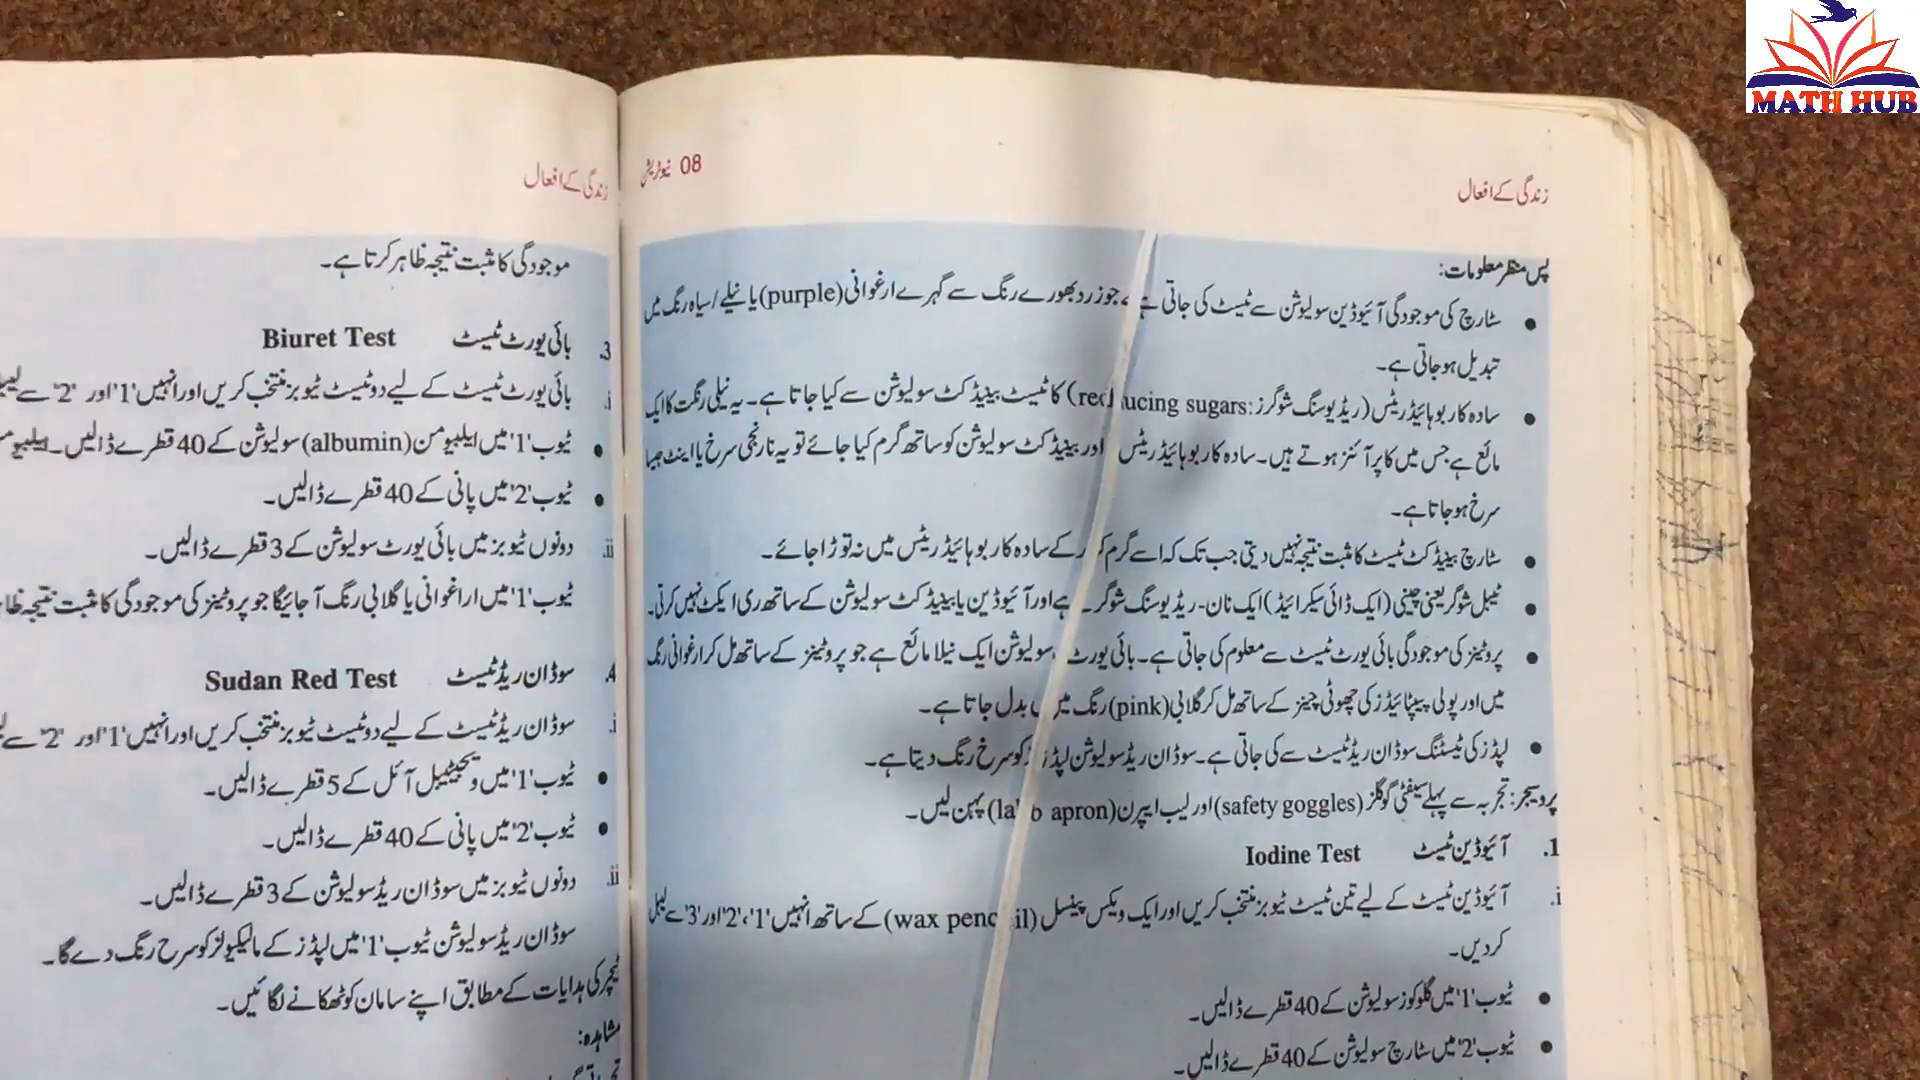 MATH HUB
زندگی کے افعال
08 نیوٹریشن
پس منظر معلومات:
• سٹارچ کی موجودگی آئیوڈین سولیوشن سے ٹیسٹ کی جاتی ہے جو زرد بھورے رنگ سے گہرے ارغوانی (purple) یا نیلے/سیاہ رنگ میں
تبدیل ہو جاتی ہے۔
• سادہ کاربوہائیڈریٹس (ریڈیوسنگ شوگرز: reducing sugars) کا ٹیسٹ بینیڈکٹ سولیوشن سے کیا جاتا ہے۔ یہ نیلی رنگت کا ایک
مائع ہے جس میں کاپر آئنز ہوتے ہیں۔ سادہ کاربوہائیڈریٹس اور بینیڈکٹ سولیوشن کو ساتھ گرم کیا جائے تو یہ نارنجی سرخ یا اینٹ جیسا
سرخ ہو جاتا ہے۔
• سٹارچ بینیڈکٹ ٹیسٹ کا مثبت نتیجہ نہیں دیتی جب تک کہ اسے گرم کر کے سادہ کاربوہائیڈریٹس میں نہ توڑا جائے۔
• ٹیبل شوگر یعنی چینی (ایک ڈائی سیکرائیڈ) ایک نان-ریڈیوسنگ شوگر ہے اور آئیوڈین یا بینیڈکٹ سولیوشن کے ساتھ ری ایکٹ نہیں کرتی۔
• پروٹینز کی موجودگی بائی یورٹ ٹیسٹ سے معلوم کی جاتی ہے۔ بائی یورٹ سولیوشن ایک نیلا مائع ہے جو پروٹینز کے ساتھ مل کر ارغوانی رنگ
میں اور پولی پیپٹائیڈز کی چھوٹی چینز کے ساتھ مل کر گلابی (pink) رنگ میں بدل جاتا ہے۔
• لپڈز کی ٹیسٹنگ سوڈان ریڈ ٹیسٹ سے کی جاتی ہے۔ سوڈان ریڈ سولیوشن لپڈز کو سرخ رنگ دیتا ہے۔
پروسیجر: تجربہ سے پہلے سیفٹی گوگلز (safety goggles) اور لیب ایپرن (lab apron) پہن لیں۔
1. آئیوڈین ٹیسٹ Iodine Test
i. آئیوڈین ٹیسٹ کے لیے تین ٹیسٹ ٹیوبز منتخب کریں اور ایک ویکس پینسل (wax pencil) کے ساتھ انہیں '1'، '2' اور '3' سے لیبل
کر دیں۔
• ٹیوب '1' میں گلوکوز سولیوشن کے 40 قطرے ڈالیں۔
• ٹیوب '2' میں سٹارچ سولیوشن کے 40 قطرے ڈالیں۔
زندگی کے افعال
موجودگی کا مثبت نتیجہ ظاہر کرتا ہے۔
3. بائی یورٹ ٹیسٹ Biuret Test
i. بائی یورٹ ٹیسٹ کے لیے دو ٹیسٹ ٹیوبز منتخب کریں اور انہیں '1' اور '2' سے
• ٹیوب '1' میں ایلبیومن (albumin) سولیوشن کے 40 قطرے ڈالیں۔
• ٹیوب '2' میں پانی کے 40 قطرے ڈالیں۔
ii. دونوں ٹیوبز میں بائی یورٹ سولیوشن کے 3 قطرے ڈالیں۔
ٹیوب '1' میں اراغوانی یا گلابی رنگ آ جائیگا جو پروٹینز کی موجودگی کا مثبت نتیجہ
4. سوڈان ریڈ ٹیسٹ Sudan Red Test
i. سوڈان ریڈ ٹیسٹ کے لیے دو ٹیسٹ ٹیوبز منتخب کریں اور انہیں '1' اور '2' سے
• ٹیوب '1' میں ویجیٹیبل آئل کے 5 قطرے ڈالیں۔
• ٹیوب '2' میں پانی کے 40 قطرے ڈالیں۔
ii. دونوں ٹیوبز میں سوڈان ریڈ سولیوشن کے 3 قطرے ڈالیں۔
سوڈان ریڈ سولیوشن ٹیوب '1' میں لپڈز کے مالیکیولز کو سرح رنگ دے گا۔
ٹیچر کی ہدایات کے مطابق اپنے سامان کو ٹھکانے لگائیں۔
مشاہدہ: